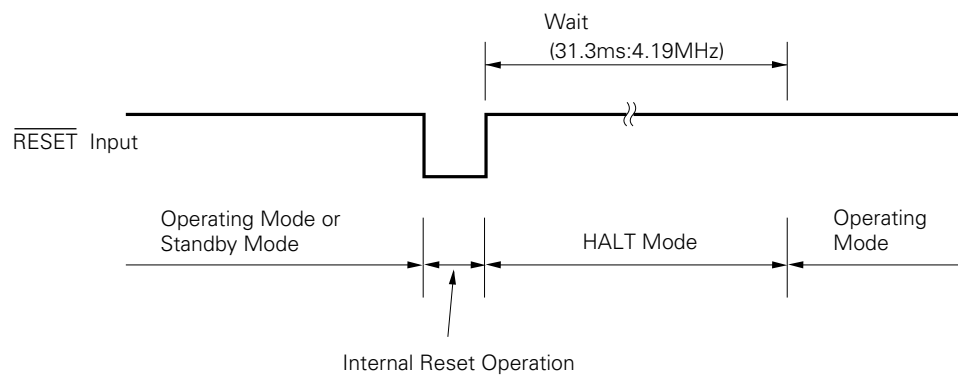 Wait
(31.3ms:4.19MHz)
RESET Input
Operating Mode or
Standby Mode
HALT Mode
Operating
Mode
Internal Reset Operation